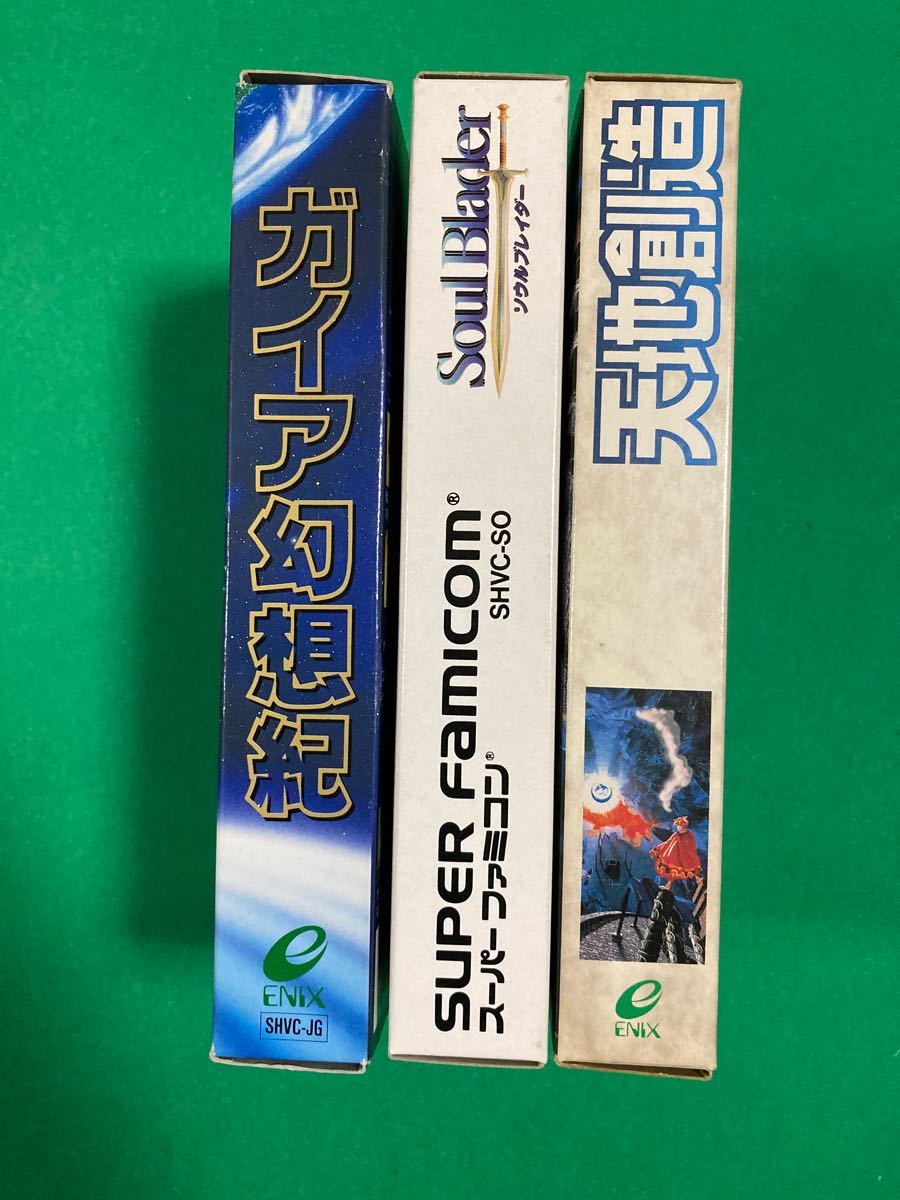 ガイア幻想紀
ENIX
SHVC-JG
Soul Blader
ソウルブレイダー
SUPER FAMICOM®
スーパーファミコン®
SHVC-SO
天地創造
ENIX